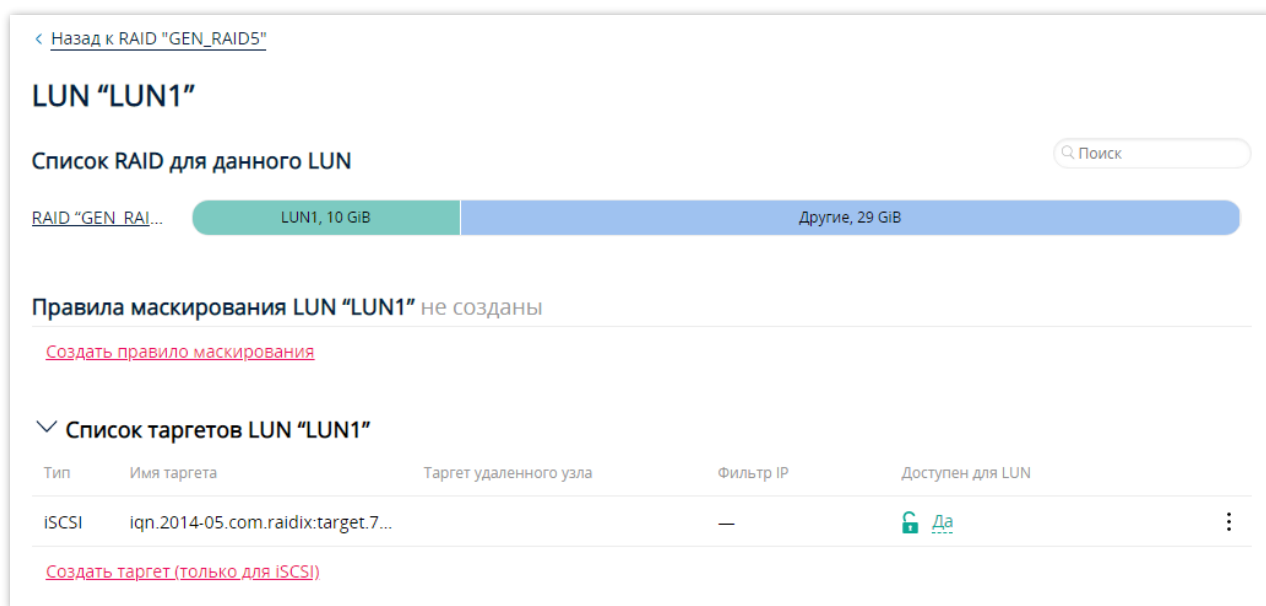 Назад к RAID "GEN_RAID5"
LUN “LUN1”
Список RAID для данного LUN
Поиск
RAID “GEN_RAI...
LUN1, 10 GiB
Другие, 29 GiB
Правила маскирования LUN “LUN1” не созданы
Создать правило маскирования
Список таргетов LUN “LUN1”
Тип Имя таргета Таргет удаленного узла Фильтр IP Доступен для LUN
iSCSI iqn.2014-05.com.raidix:target.7... — Да
Создать таргет (только для iSCSI)